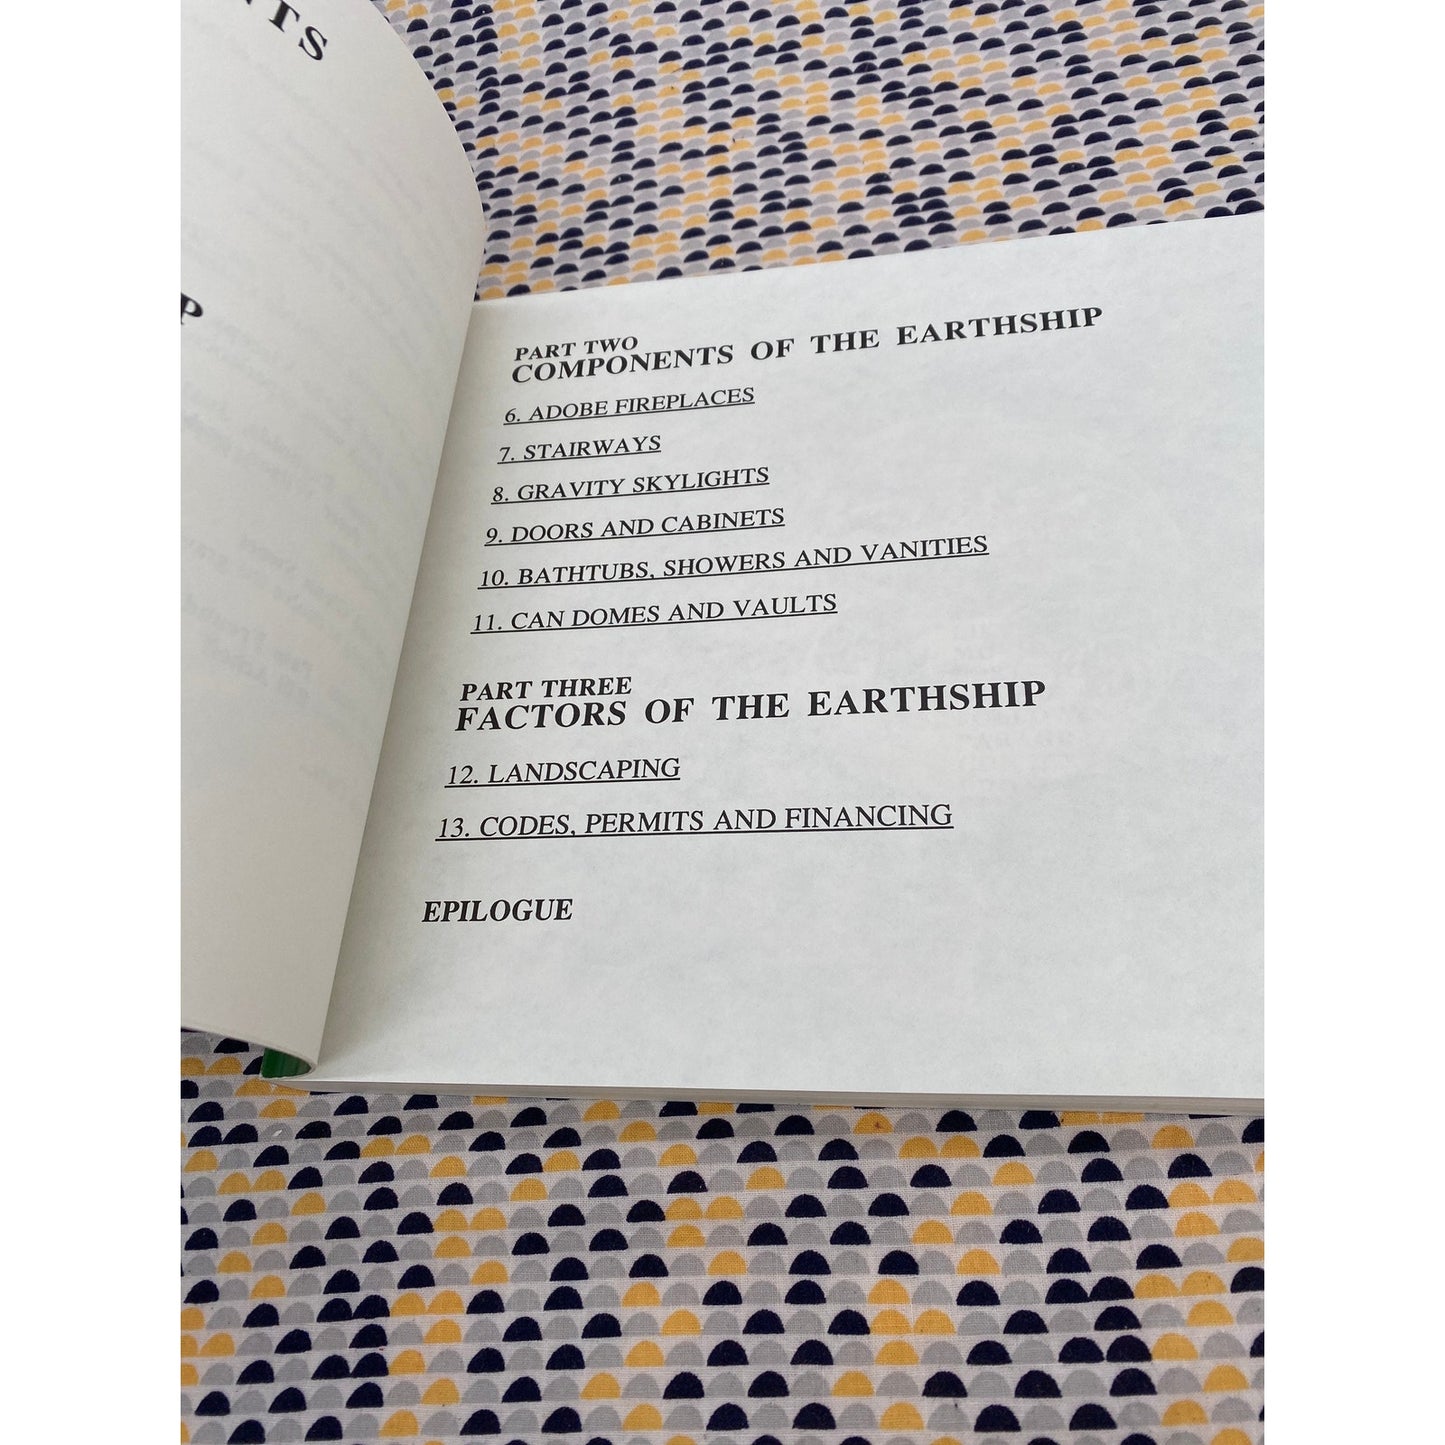 PART TWO
COMPONENTS OF THE EARTHSHIP
6. ADOBE FIREPLACES
7. STAIRWAYS
8. GRAVITY SKYLIGHTS
9. DOORS AND CABINETS
10. BATHTUBS, SHOWERS AND VANITIES
11. CAN DOMES AND VAULTS
PART THREE
FACTORS OF THE EARTHSHIP
12. LANDSCAPING
13. CODES, PERMITS AND FINANCING
EPILOGUE